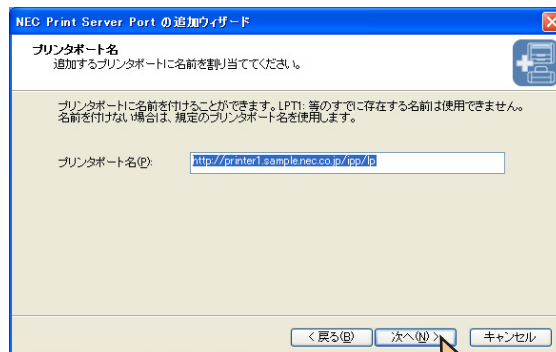 NEC Print Server Port の追加ウィザード
プリンタポート名
追加するプリンタポートに名前を割り当ててください。
プリンタポートに名前を付けることができます。LPT1: 等のすでに存在する名前は使用できません。
名前を付けない場合は、規定のプリンタポート名を使用します。
プリンタポート名(P):
http://printer1.sample.nec.co.jp/ipp/lp
< 戻る(B)
次へ(N) >
キャンセル